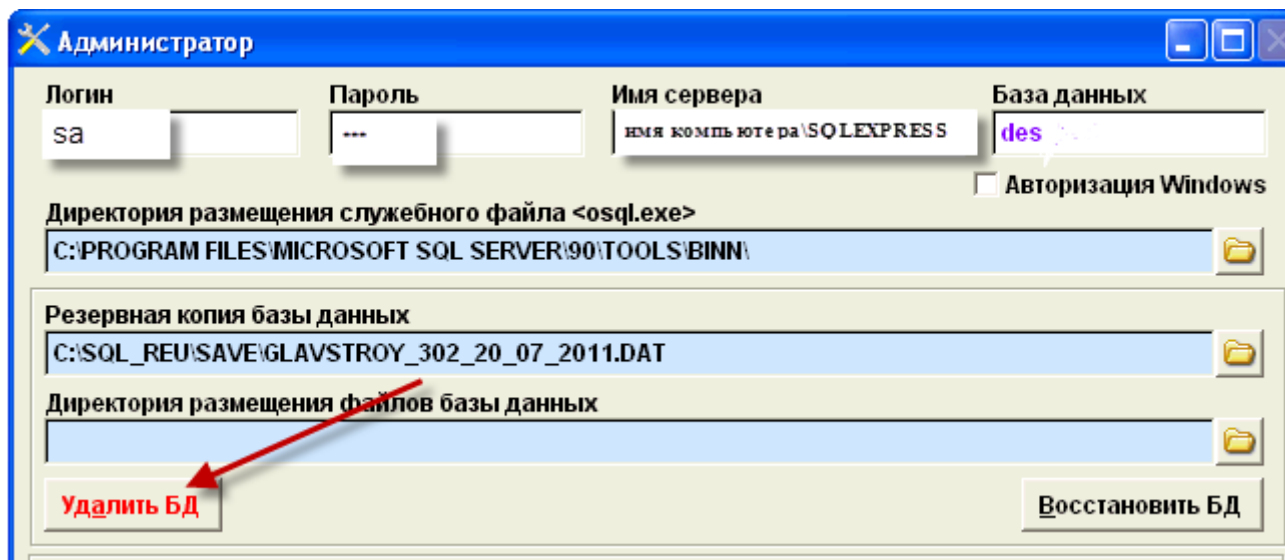 Администратор
Логин
Пароль
Имя сервера
База данных
sa
---
имя компьютера\SQLEXPRESS
des
Авторизация Windows
Директория размещения служебного файла <osql.exe>
C:\PROGRAM FILES\MICROSOFT SQL SERVER\90\TOOLS\BINN\
Резервная копия базы данных
C:\SQL_REU\SAVE\GLAVSTROY_302_20_07_2011.DAT
Директория размещения файлов базы данных
Удалить БД
Восстановить БД